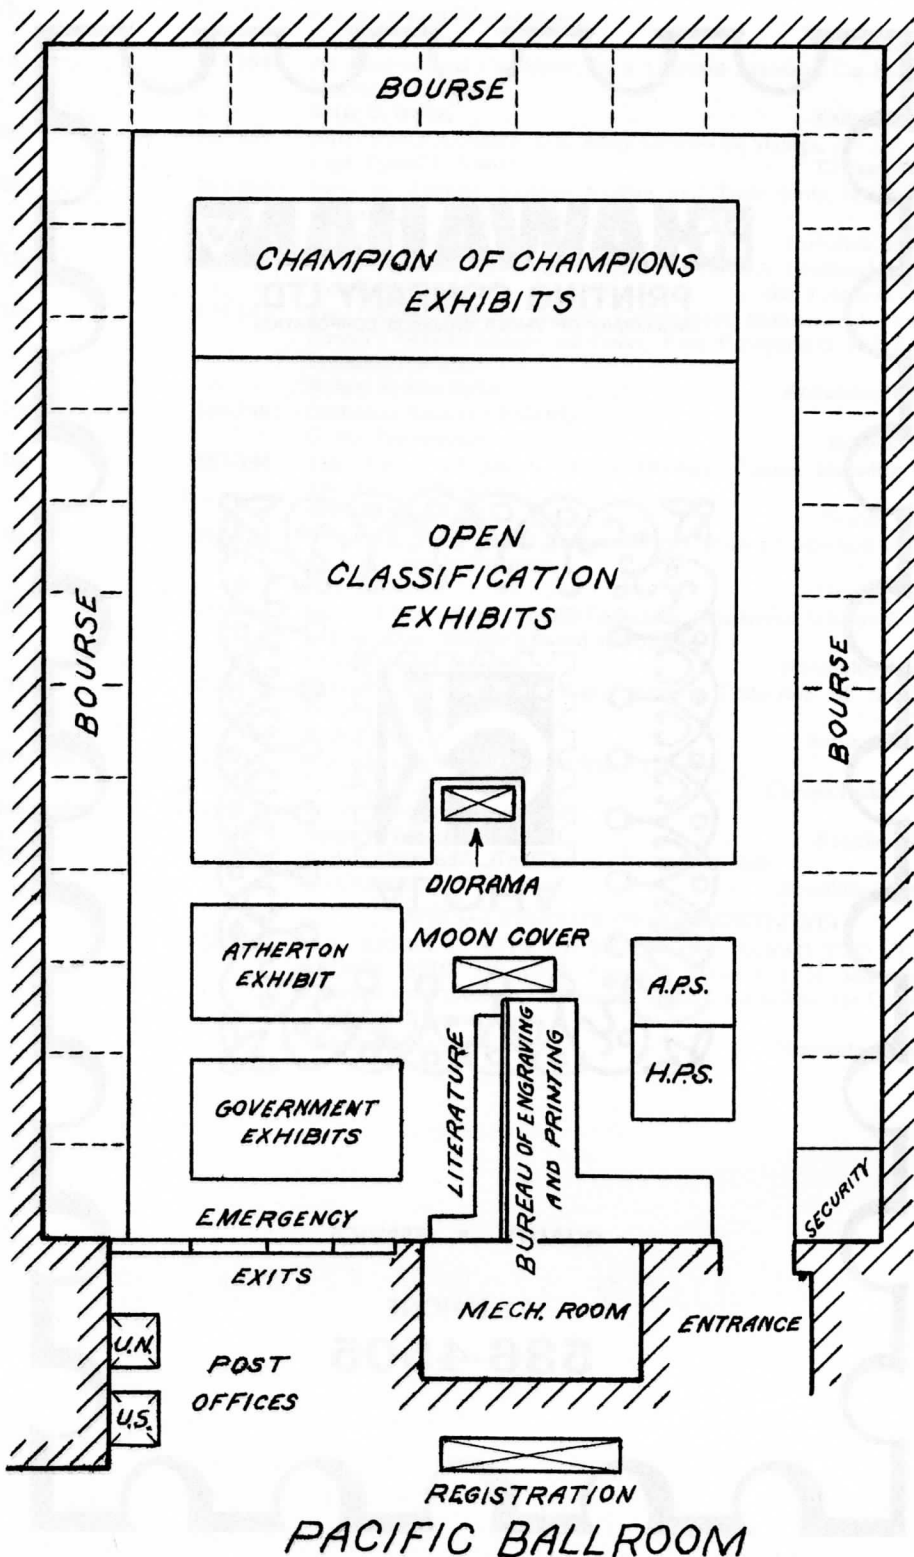 BOURSE
CHAMPION OF CHAMPIONS
EXHIBITS
OPEN
CLASSIFICATION
EXHIBITS
BOURSE
BOURSE
DIORAMA
ATHERTON
EXHIBIT
MOON COVER
A.P.S.
H.P.S.
GOVERNMENT
EXHIBITS
LITERATURE
BUREAU OF ENGRAVING
AND PRINTING
SECURITY
EMERGENCY
EXITS
MECH. ROOM
ENTRANCE
U.N.
U.S.
POST
OFFICES
REGISTRATION
PACIFIC BALLROOM